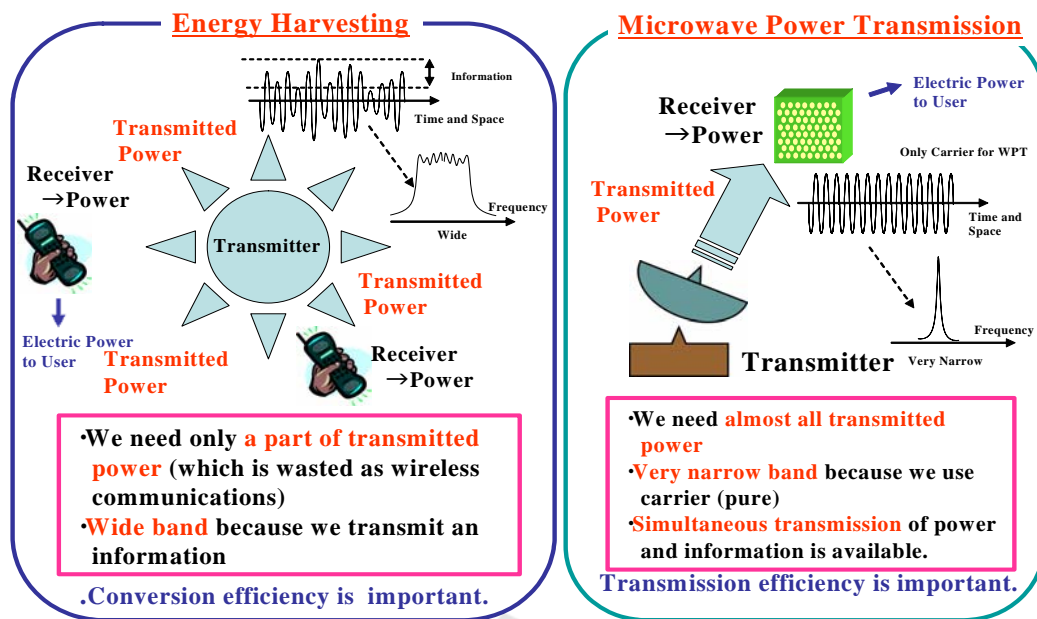 Energy Harvesting
Information
Time and Space
Transmitted
Power
Receiver
→Power
Frequency
Wide
Transmitter
Transmitted
Power
Electric Power
to User
Transmitted
Power
Receiver
→Power
·We need only a part of transmitted
power (which is wasted as wireless
communications)
·Wide band because we transmit an
information
.Conversion efficiency is important.
Microwave Power Transmission
Electric Power
to User
Receiver
→Power
Only Carrier for WPT
Transmitted
Power
Time and
Space
Frequency
Very Narrow
Transmitter
·We need almost all transmitted
power
·Very narrow band because we use
carrier (pure)
·Simultaneous transmission of power
and information is available.
Transmission efficiency is important.